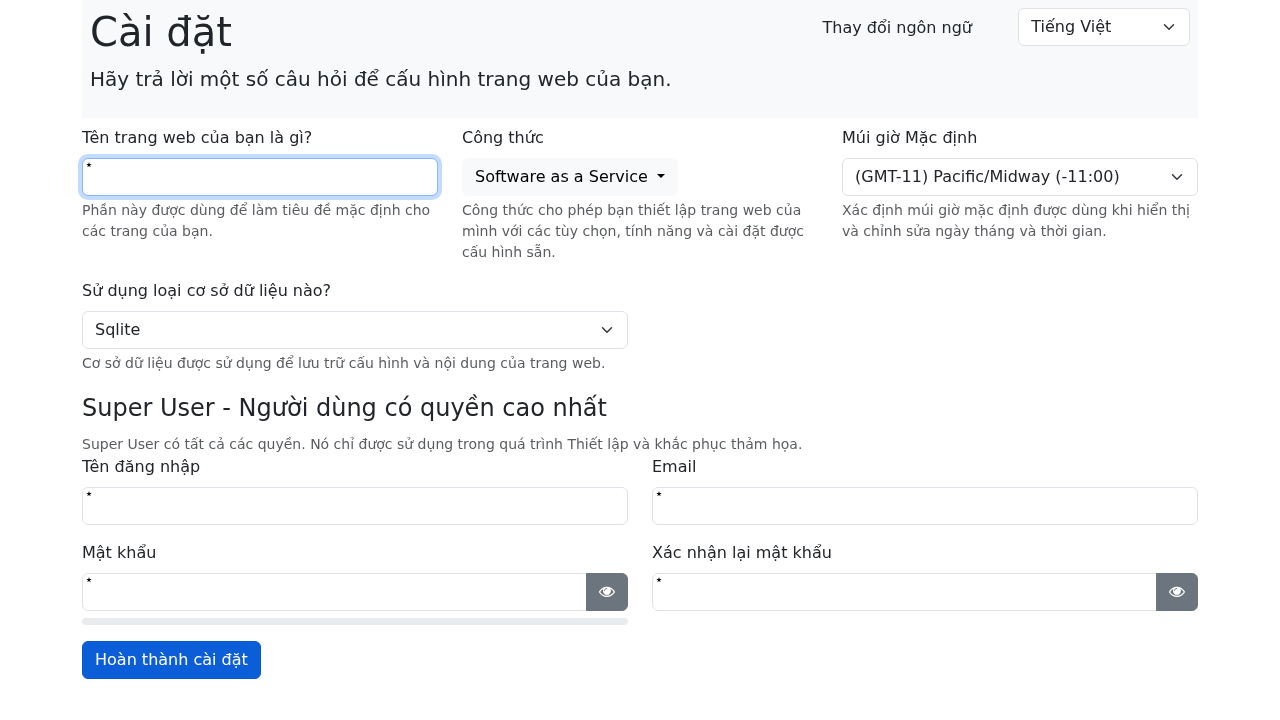 Cài đặt
Thay đổi ngôn ngữ
Tiếng Việt
Hãy trả lời một số câu hỏi để cấu hình trang web của bạn.
Tên trang web của bạn là gì?
*
Phần này được dùng để làm tiêu đề mặc định cho
các trang của bạn.
Công thức
Software as a Service
Công thức cho phép bạn thiết lập trang web của
mình với các tùy chọn, tính năng và cài đặt được
cấu hình sẵn.
Múi giờ Mặc định
(GMT-11) Pacific/Midway (-11:00)
Xác định múi giờ mặc định được dùng khi hiển thị
và chỉnh sửa ngày tháng và thời gian.
Sử dụng loại cơ sở dữ liệu nào?
Sqlite
Cơ sở dữ liệu được sử dụng để lưu trữ cấu hình và nội dung của trang web.
Super User - Người dùng có quyền cao nhất
Super User có tất cả các quyền. Nó chỉ được sử dụng trong quá trình Thiết lập và khắc phục thảm họa.
Tên đăng nhập
*
Email
*
Mật khẩu
*
Xác nhận lại mật khẩu
*
Hoàn thành cài đặt